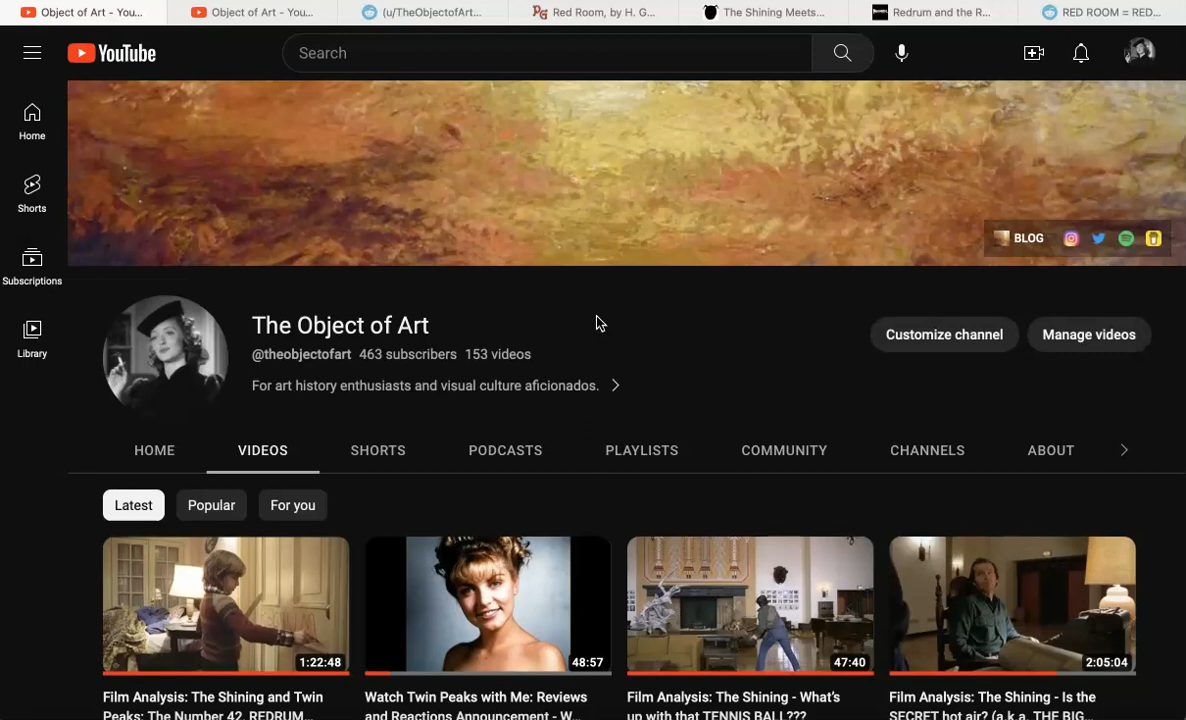 Object of Art - You...
Object of Art - You...
(u/TheObjectofArt...
Red Room, by H. G...
The Shining Meets...
Redrum and the R...
RED ROOM = RED...
YouTube
Search
Home
Shorts
Subscriptions
Library
BLOG
The Object of Art
@theobjectofart 463 subscribers 153 videos
For art history enthusiasts and visual culture aficionados.
Customize channel
Manage videos
HOME
VIDEOS
SHORTS
PODCASTS
PLAYLISTS
COMMUNITY
CHANNELS
ABOUT
Latest
Popular
For you
1:22:48
48:57
47:40
2:05:04
Film Analysis: The Shining and Twin
Peaks: The Number 42, REDRUM...
Watch Twin Peaks with Me: Reviews
and Reactions Announcement - W...
Film Analysis: The Shining - What's
up with that TENNIS BALL???
Film Analysis: The Shining - Is the
SECRET hot air? (a.k.a. THE BIG...